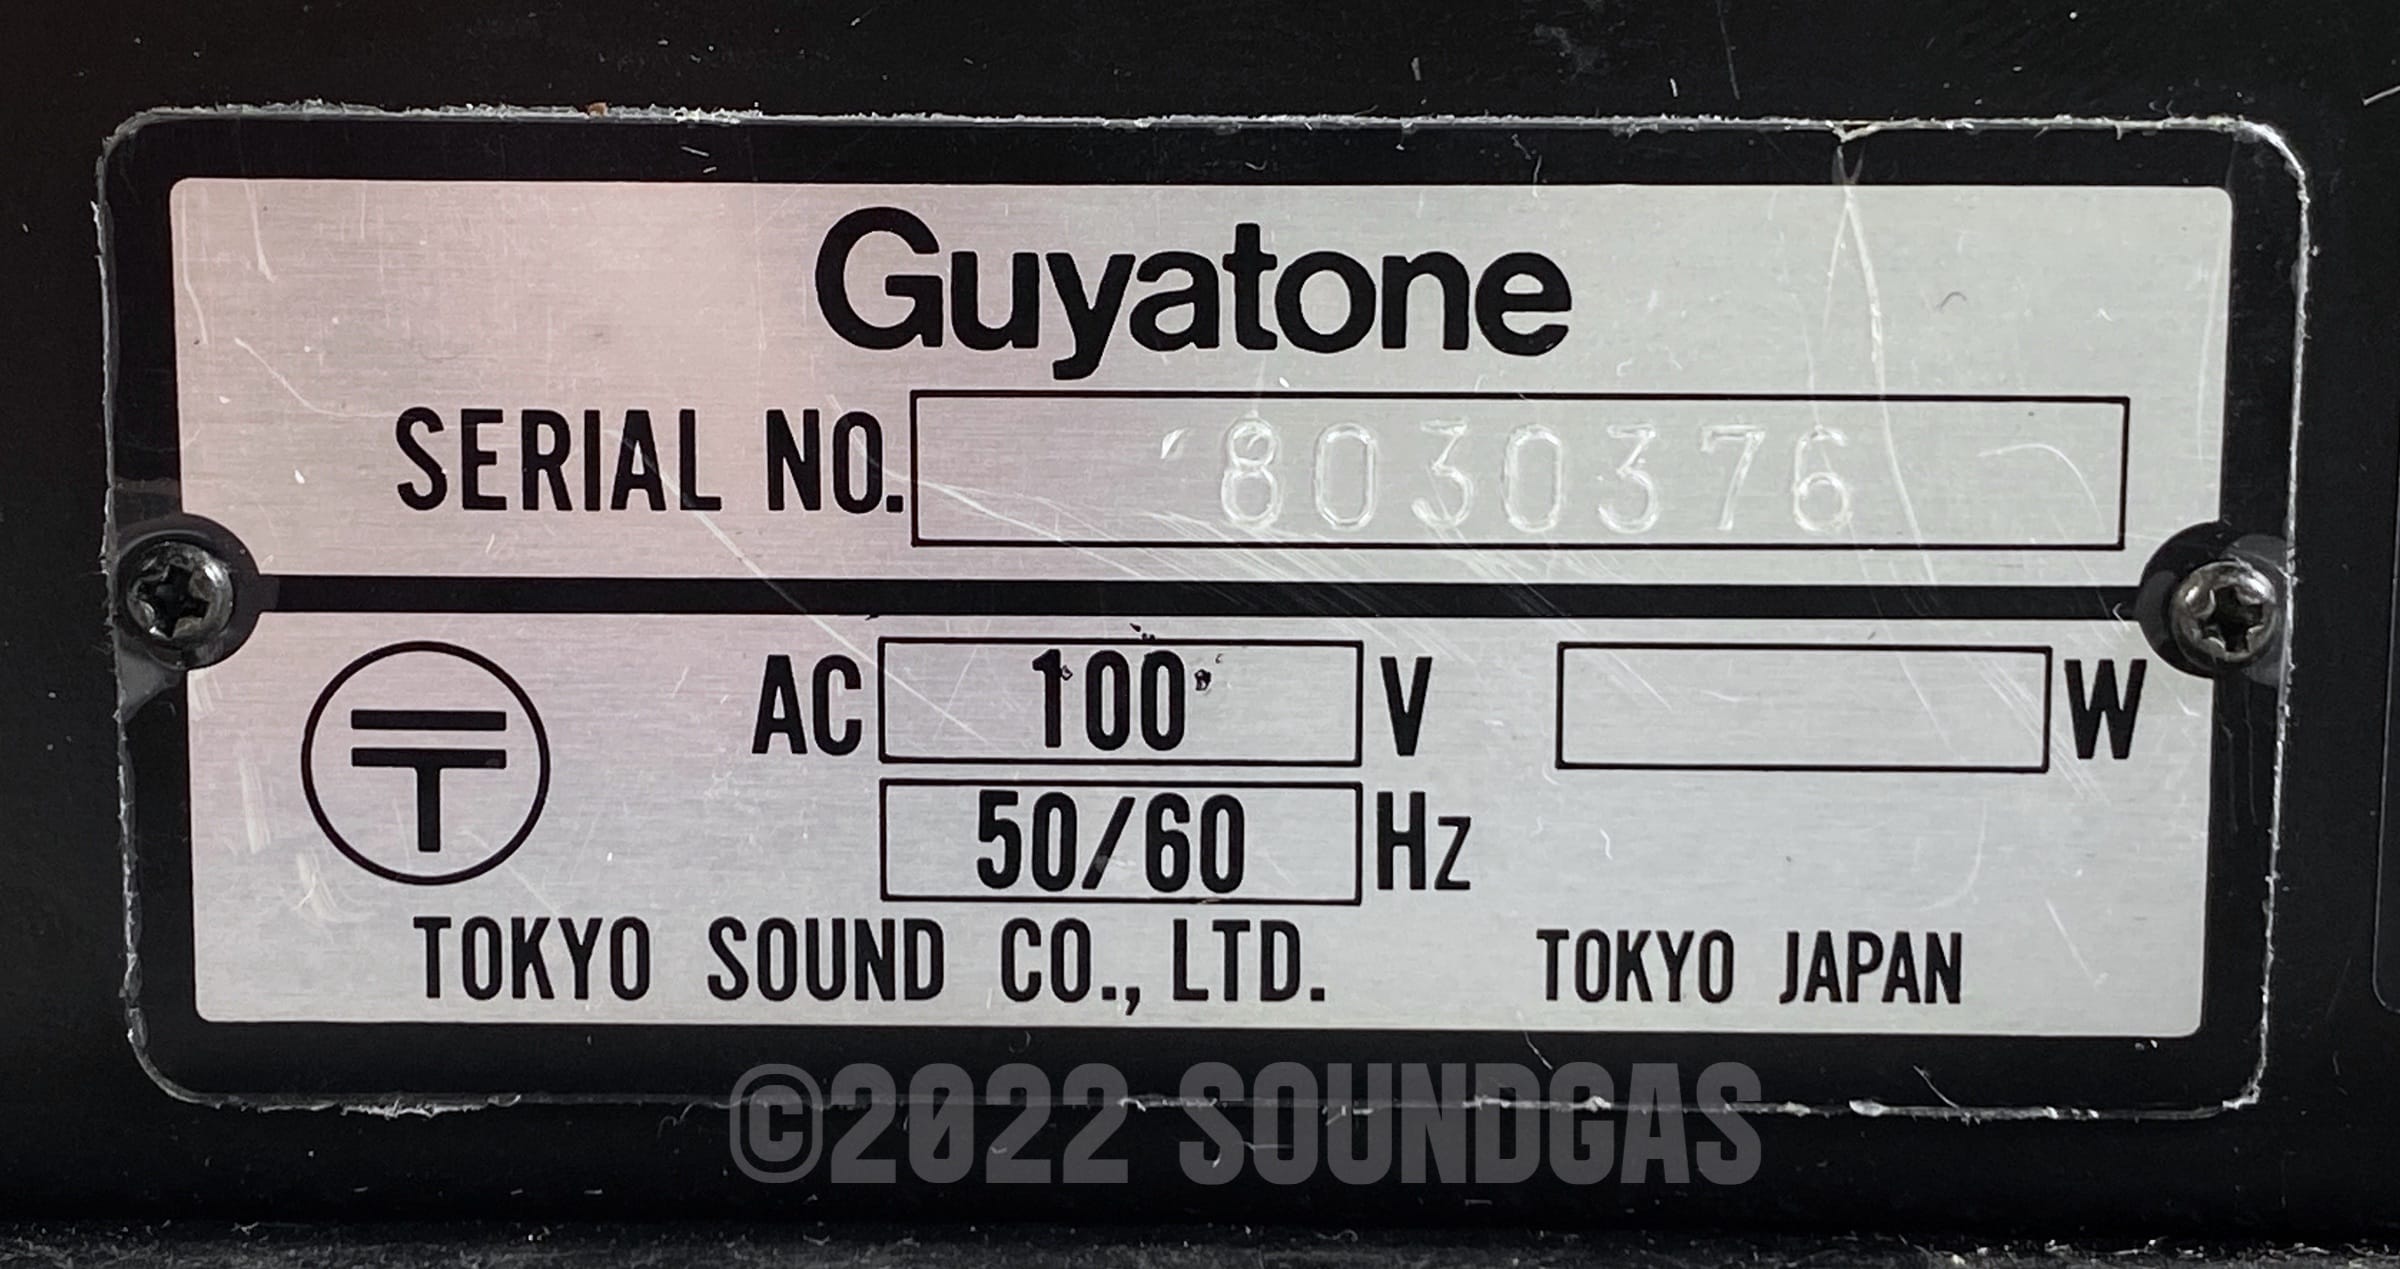 Guyatone
SERIAL NO. 8030376
〒 AC 100 V W
50/60 Hz
TOKYO SOUND CO., LTD. TOKYO JAPAN
©2022 SOUNDGAS